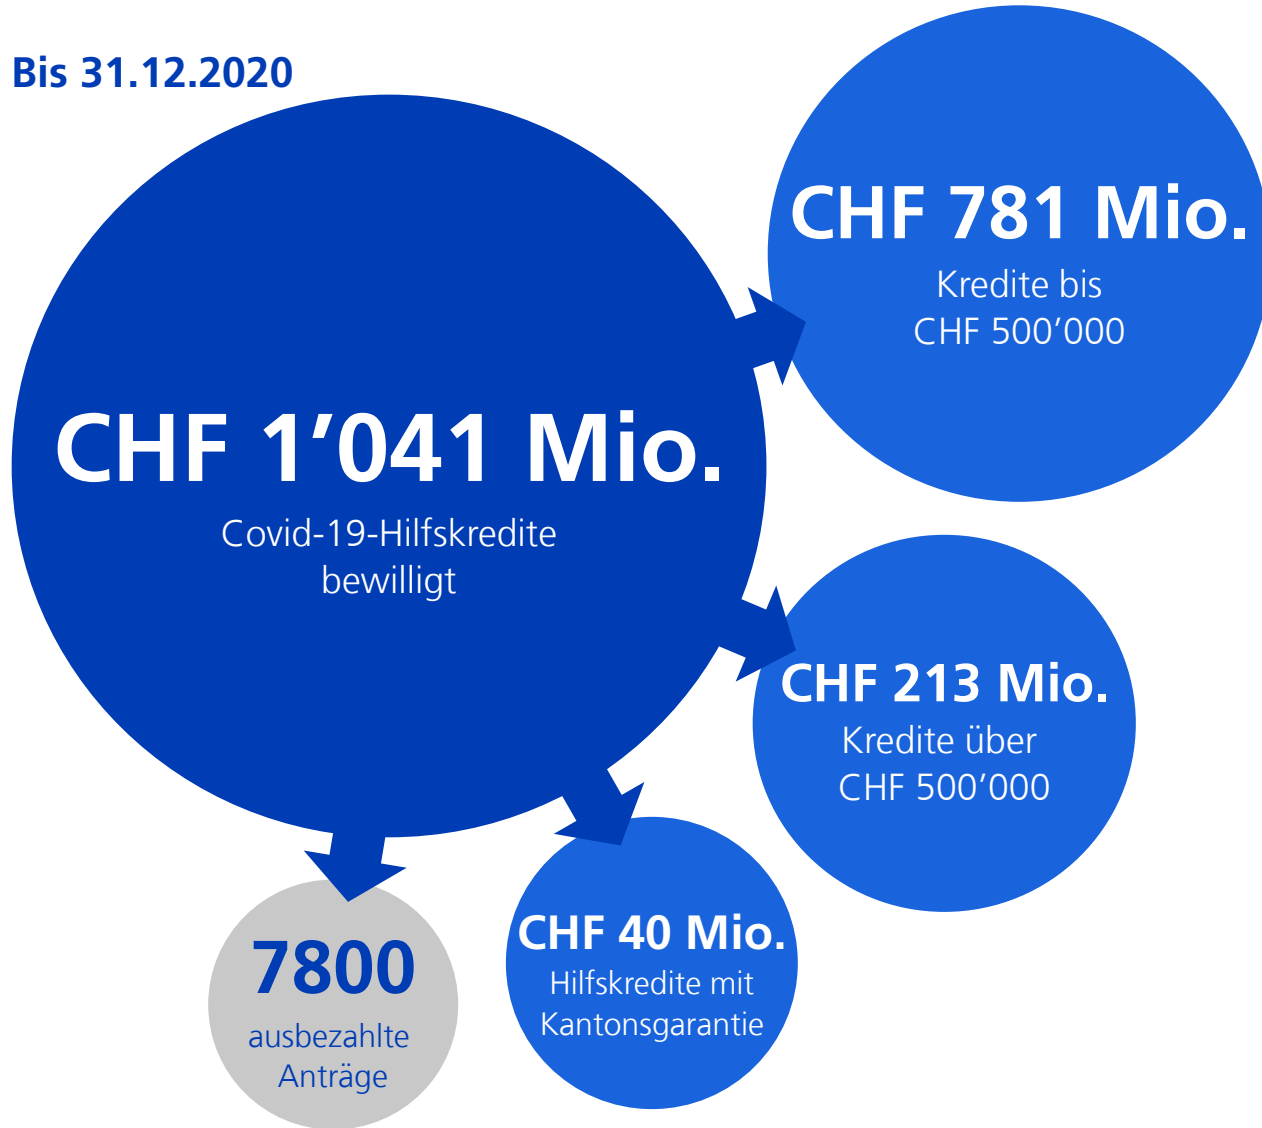 Bis 31.12.2020
CHF 1’041 Mio.
Covid-19-Hilfskredite
bewilligt
CHF 781 Mio.
Kredite bis
CHF 500’000
CHF 213 Mio.
Kredite über
CHF 500’000
CHF 40 Mio.
Hilfskredite mit
Kantonsgarantie
7800
ausbezahlte
Anträge